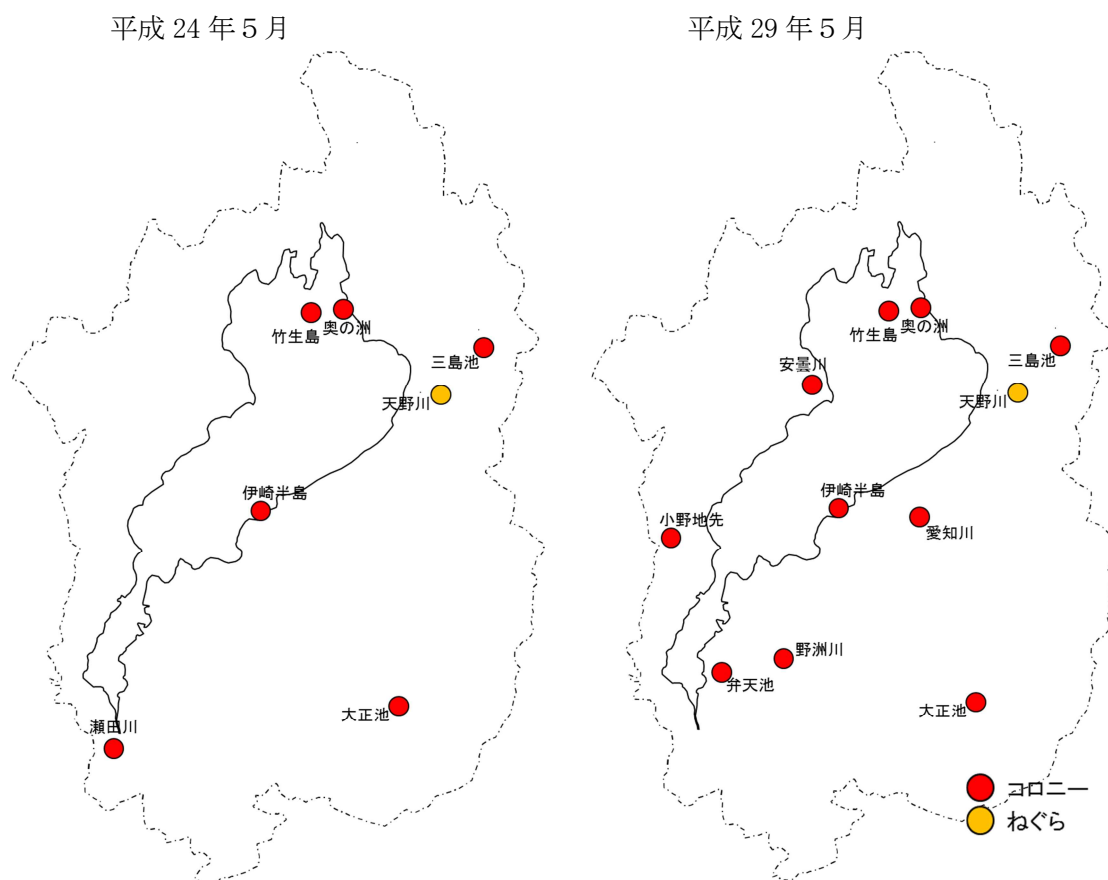 平成 24 年５月
竹生島
奥の洲
三島池
天野川
伊崎半島
大正池
瀬田川
平成 29 年５月
竹生島
奥の洲
三島池
安曇川
天野川
伊崎半島
小野地先
愛知川
野洲川
弁天池
大正池
コロニー
ねぐら